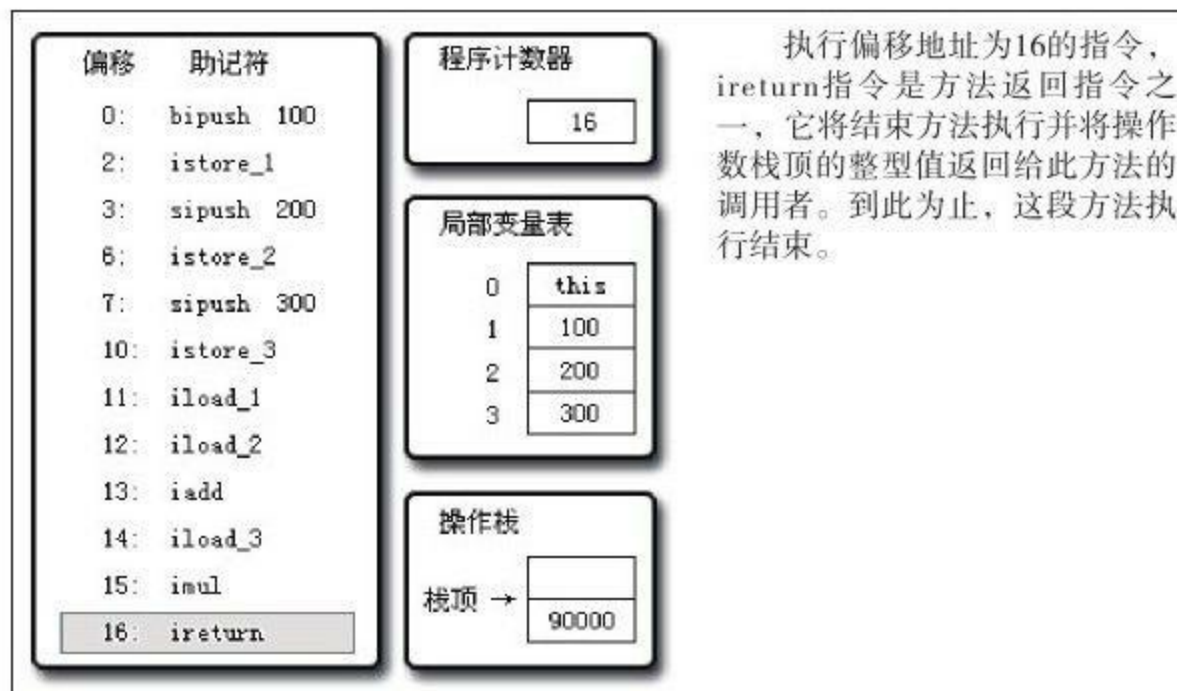 偏移 助记符
0: bipush 100
2: istore_1
3: sipush 200
6: istore_2
7: sipush 300
10: istore_3
11: iload_1
12: iload_2
13: iadd
14: iload_3
15: imul
16: ireturn
程序计数器
16
局部变量表
0 this
1 100
2 200
3 300
操作栈
栈顶 →
90000
执行偏移地址为16的指令，
ireturn指令是方法返回指令之
一，它将结束方法执行并将操作
数栈顶的整型值返回给此方法的
调用者。到此为止，这段方法执
行结束。